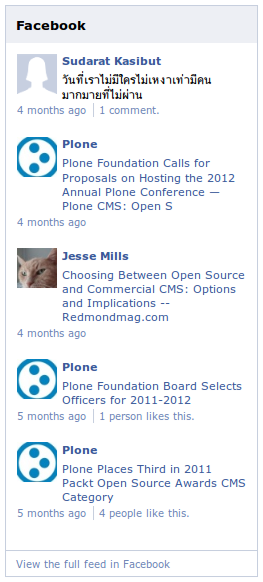 Facebook
Sudarat Kasibut
วันที่เราไม่มีใครไม่เหงาเท่ามีคน
มากมายที่ไม่ผ่าน
4 months ago 1 comment.
Plone
Plone Foundation Calls for
Proposals on Hosting the 2012
Annual Plone Conference —
Plone CMS: Open S
4 months ago
Jesse Mills
Choosing Between Open Source
and Commercial CMS: Options
and Implications --
Redmondmag.com
4 months ago
Plone
Plone Foundation Board Selects
Officers for 2011-2012
5 months ago 1 person likes this.
Plone
Plone Places Third in 2011
Packt Open Source Awards CMS
Category
5 months ago 4 people like this.
View the full feed in Facebook